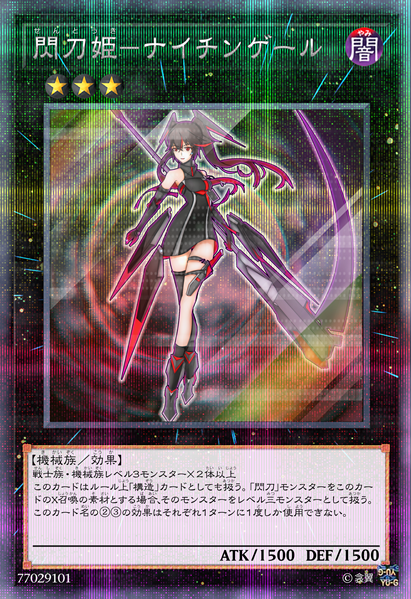 閃刀姫－ナイチンゲール
やみ
闇
【機械族／効果】
戦士族・機械族レベル3モンスター×2体以上
このカードはルール上「構造」カードとしても扱う。「閃刀」モンスターをこのカー
ドのX召喚の素材とする場合、そのモンスターをレベル三モンスターとして扱う。
このカード名の②③の効果はそれぞれ1ターンに1度しか使用できない。
ATK/1500 DEF/1500
77029101